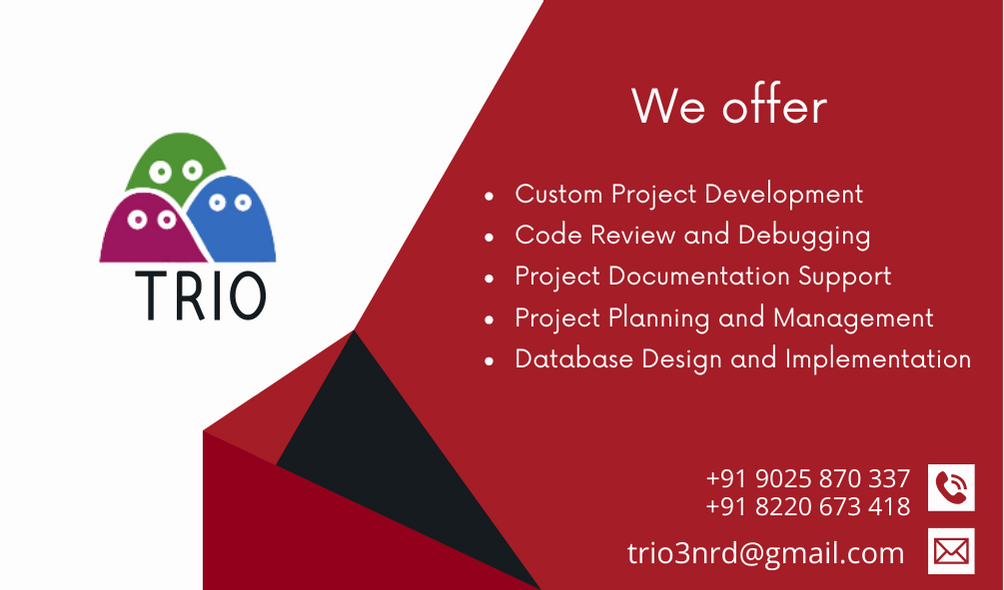 TRIO
We offer
• Custom Project Development
• Code Review and Debugging
• Project Documentation Support
• Project Planning and Management
• Database Design and Implementation
+91 9025 870 337
+91 8220 673 418
trio3nrd@gmail.com